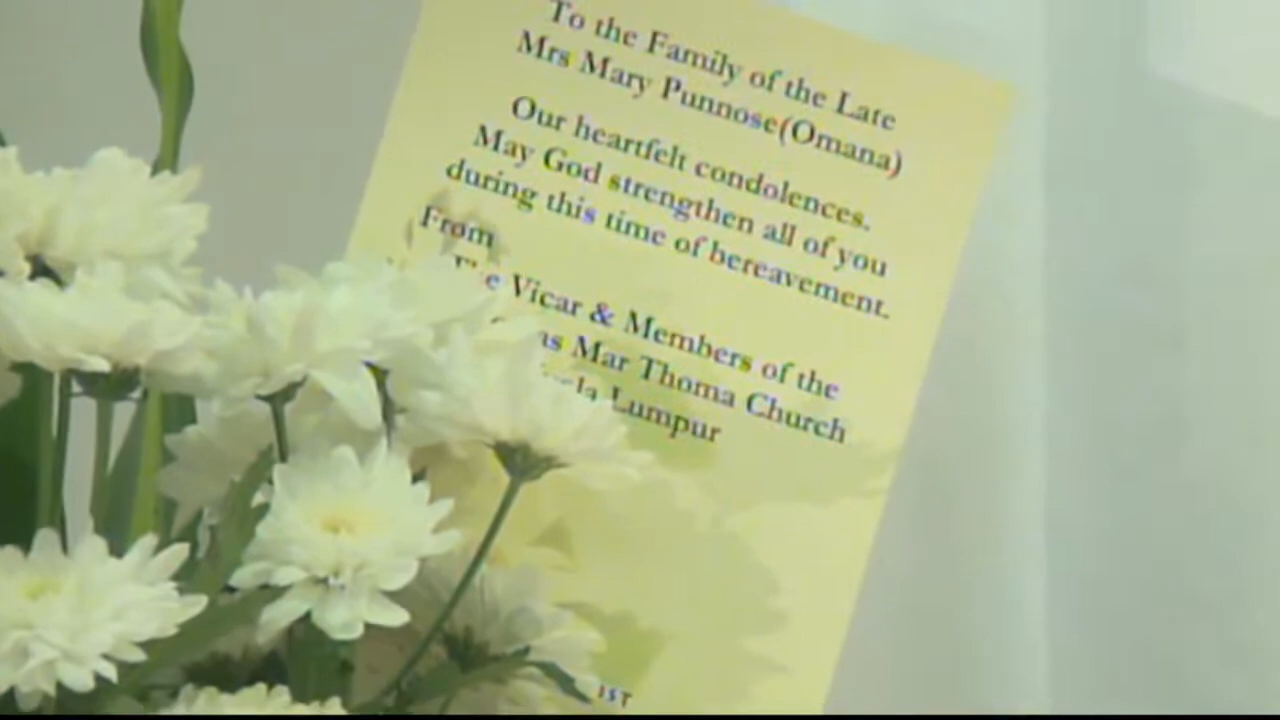 To the Family of the Late
Mrs Mary Punnose(Omana)
Our heartfelt condolences.
May God strengthen all of you
during this time of bereavement.
From
The Vicar & Members of the
Mar Thoma Church
Lumpur